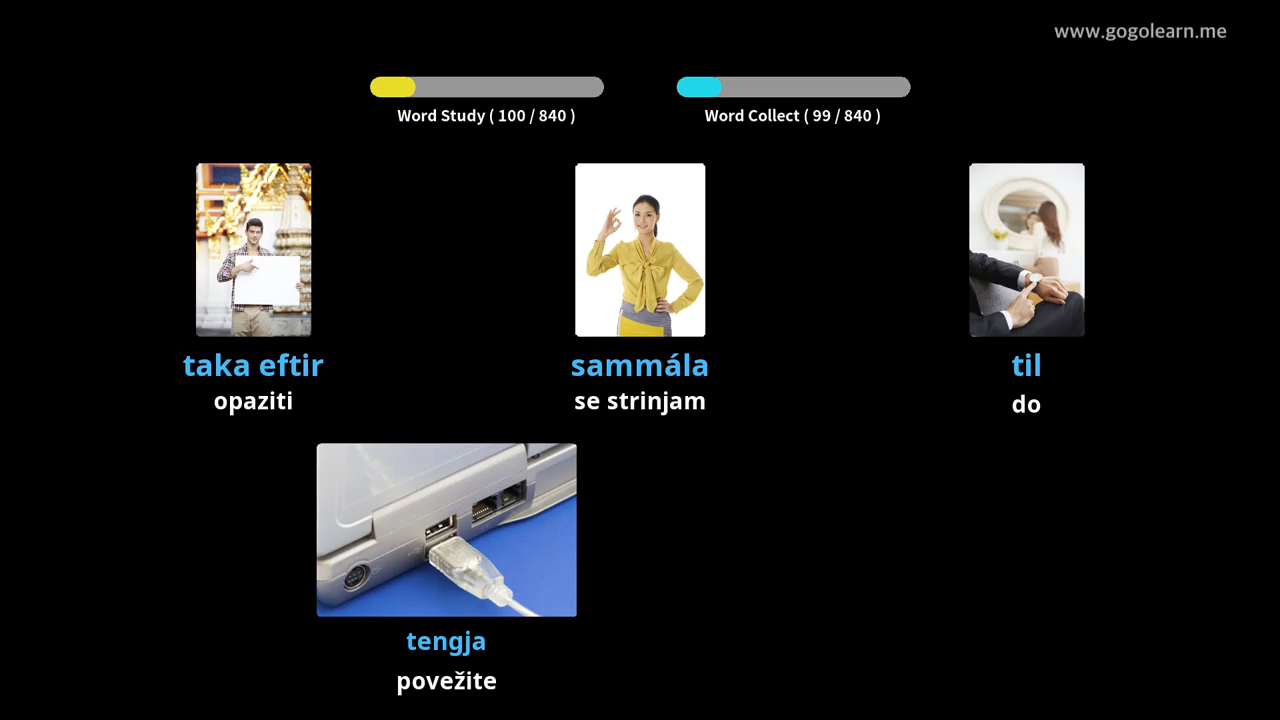 www.gogolearn.me
Word Study ( 100 / 840 )
Word Collect ( 99 / 840 )
taka eftir
opaziti
sammála
se strinjam
til
do
tengja
povežite